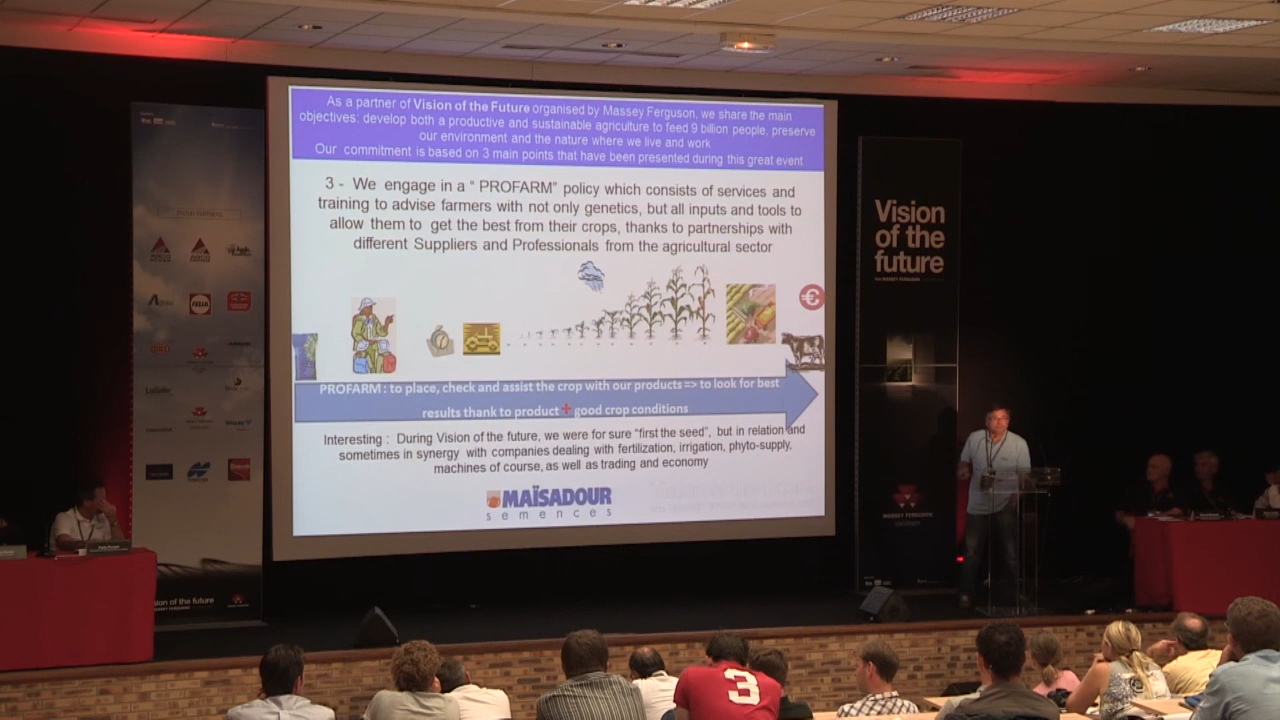 As a partner of Vision of the Future organised by Massey Ferguson, we share the main
objectives: develop both a productive and sustainable agriculture to feed 9 billion people, preserve
our environment and the nature where we live and work
Our commitment is based on 3 main points that have been presented during this great event
3 - We engage in a " PROFARM" policy which consists of services and
training to advise farmers with not only genetics, but all inputs and tools to
allow them to get the best from their crops, thanks to partnerships with
different Suppliers and Professionals from the agricultural sector
€
PROFARM : to place, check and assist the crop with our products => to look for best
results thank to product + good crop conditions
Interesting : During Vision of the future, we were for sure "first the seed", but in relation and
sometimes in synergy with companies dealing with fertilization, irrigation, phyto-supply,
machines of course, as well as trading and economy
MAÏSADOUR
semences
Vision
of the
future
MASSEY FERGUSON
FELLA
sion of the future
3